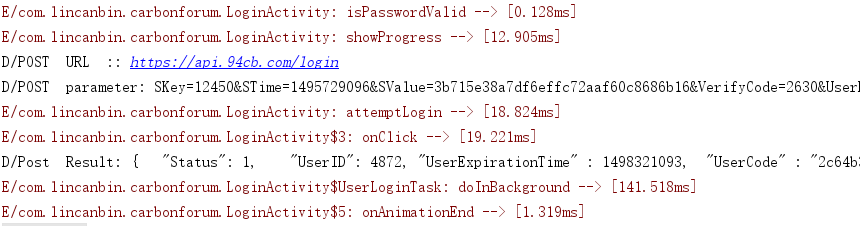 E/com.lincanbin.carbonforum.LoginActivity: isPasswordValid --> [0.128ms]
E/com.lincanbin.carbonforum.LoginActivity: showProgress --> [12.905ms]
D/POST  URL  :: https://api.94cb.com/login
D/POST  parameter: SKey=12450&STime=1495729096&SValue=3b715e38a7df6effc72aaf60c8686b16&VerifyCode=2630&User
E/com.lincanbin.carbonforum.LoginActivity: attemptLogin --> [18.824ms]
E/com.lincanbin.carbonforum.LoginActivity$3: onClick --> [19.221ms]
D/Post  Result: {   "Status": 1,    "UserID": 4872, "UserExpirationTime" : 1498321093,  "UserCode" : "2c64b
E/com.lincanbin.carbonforum.LoginActivity$UserLoginTask: doInBackground --> [141.518ms]
E/com.lincanbin.carbonforum.LoginActivity$5: onAnimationEnd --> [1.319ms]